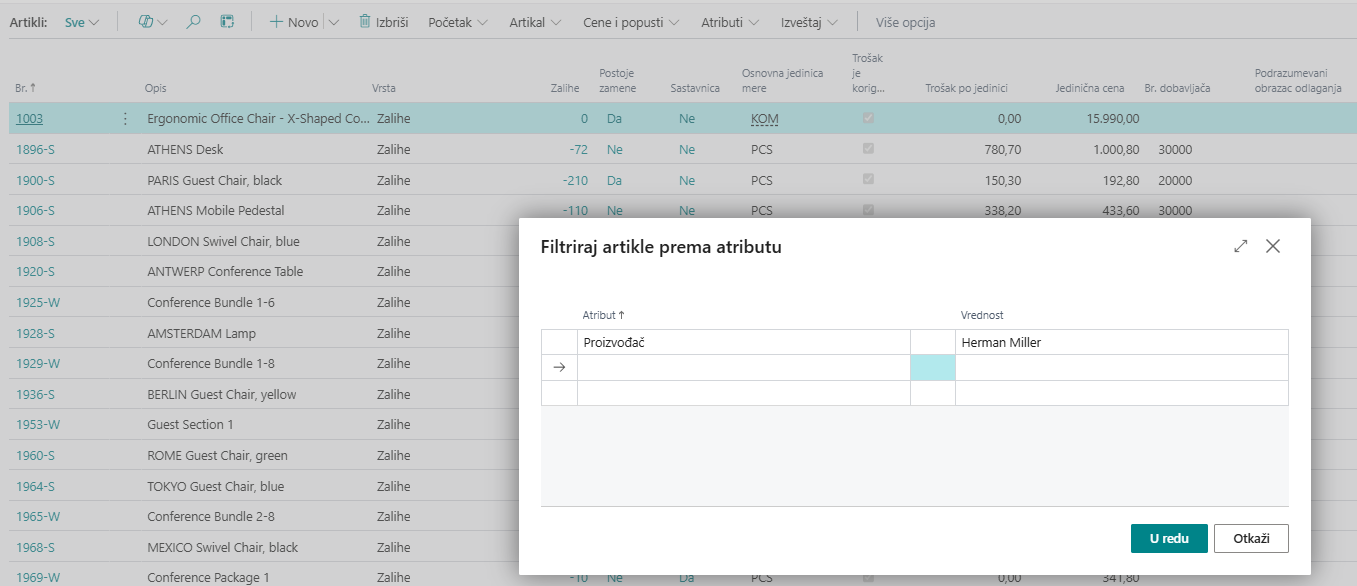 Artikli: Sve Novo Izbriši Početak Artikal Cene i popusti Atributi Izveštaj Više opcija
Br. ↑ Opis Vrsta Zalihe Postoje zamene Sastavnica Osnovna jedinica mere Trošak je korig... Trošak po jedinici Jedinična cena Br. dobavljača Podrazumevani obrazac odlaganja
1003 Ergonomic Office Chair - X-Shaped Co... Zalihe 0 Da Ne KOM 0,00 15.990,00
1896-S ATHENS Desk Zalihe -72 Ne Ne PCS 780,70 1.000,80 30000
1900-S PARIS Guest Chair, black Zalihe -210 Da Ne PCS 150,30 192,80 20000
1906-S ATHENS Mobile Pedestal Zalihe -110 Ne Ne PCS 338,20 433,60 30000
1908-S LONDON Swivel Chair, blue Zalihe
1920-S ANTWERP Conference Table Zalihe
1925-W Conference Bundle 1-6 Zalihe
1928-S AMSTERDAM Lamp Zalihe
1929-W Conference Bundle 1-8 Zalihe
1936-S BERLIN Guest Chair, yellow Zalihe
1953-W Guest Section 1 Zalihe
1960-S ROME Guest Chair, green Zalihe
1964-S TOKYO Guest Chair, blue Zalihe
1965-W Conference Bundle 2-8 Zalihe
1968-S MEXICO Swivel Chair, black Zalihe
1969-W Conference Package 1 Zalihe -10 Ne Da PCS 0,00 341,80
Filtriraj artikle prema atributu
Atribut ↑ Vrednost
Proizvođač Herman Miller
U redu Otkaži